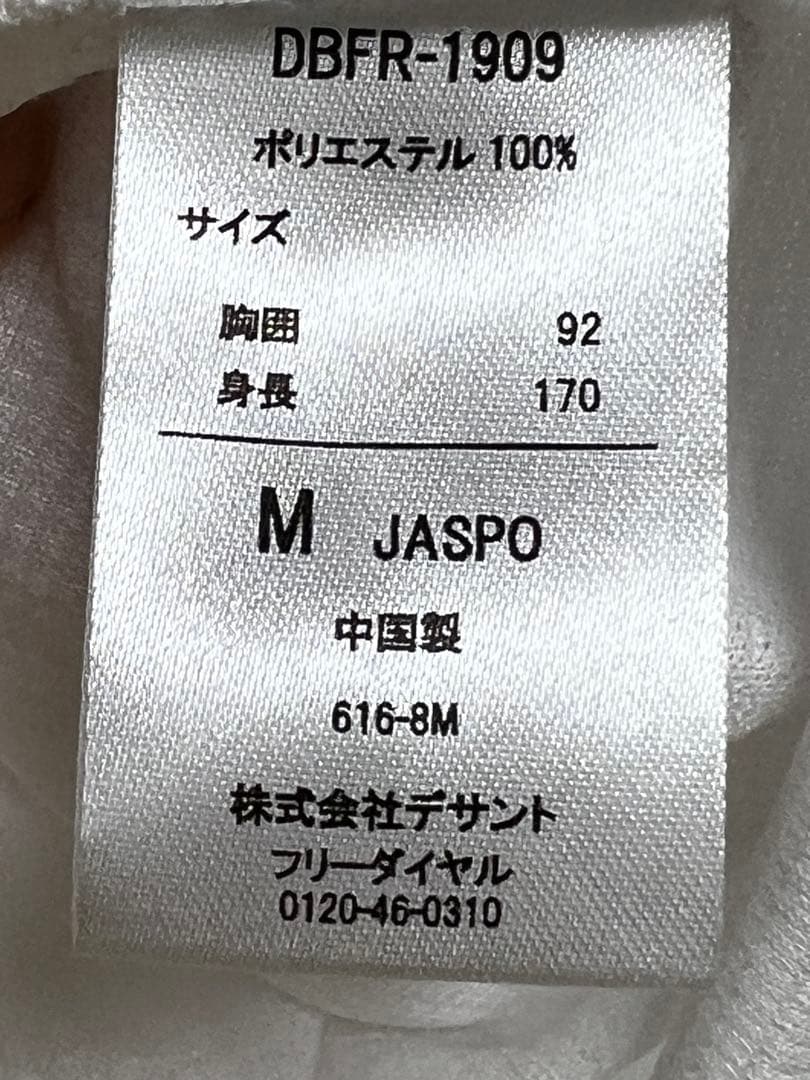 DBFR-1909
ポリエステル 100%
サイズ
胸囲 92
身長 170
M JASPO
中国製
616-8M
株式会社デサント
フリーダイヤル
0120-46-0310